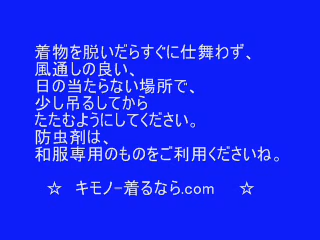 着物を脱いだらすぐに仕舞わず、
風通しの良い、
日の当たらない場所で、
少し吊るしてから
たたむようにしてください。
防虫剤は、
和服専用のものをご利用くださいね。
☆ キモノ-着るなら.com ☆